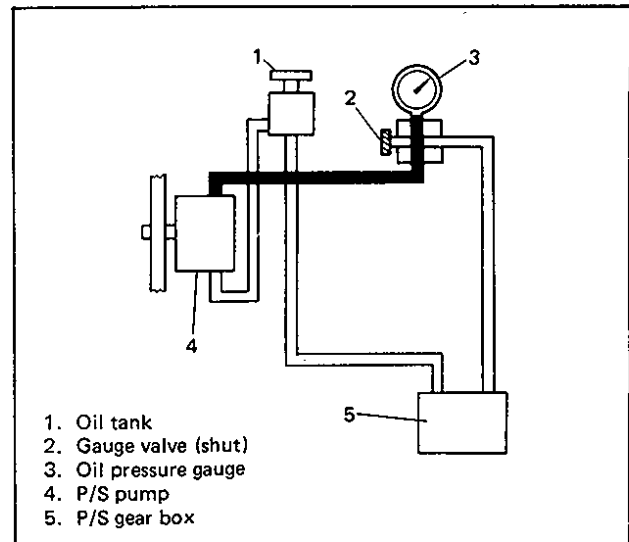 1
3
2
4
5
1. Oil tank
2. Gauge valve (shut)
3. Oil pressure gauge
4. P/S pump
5. P/S gear box